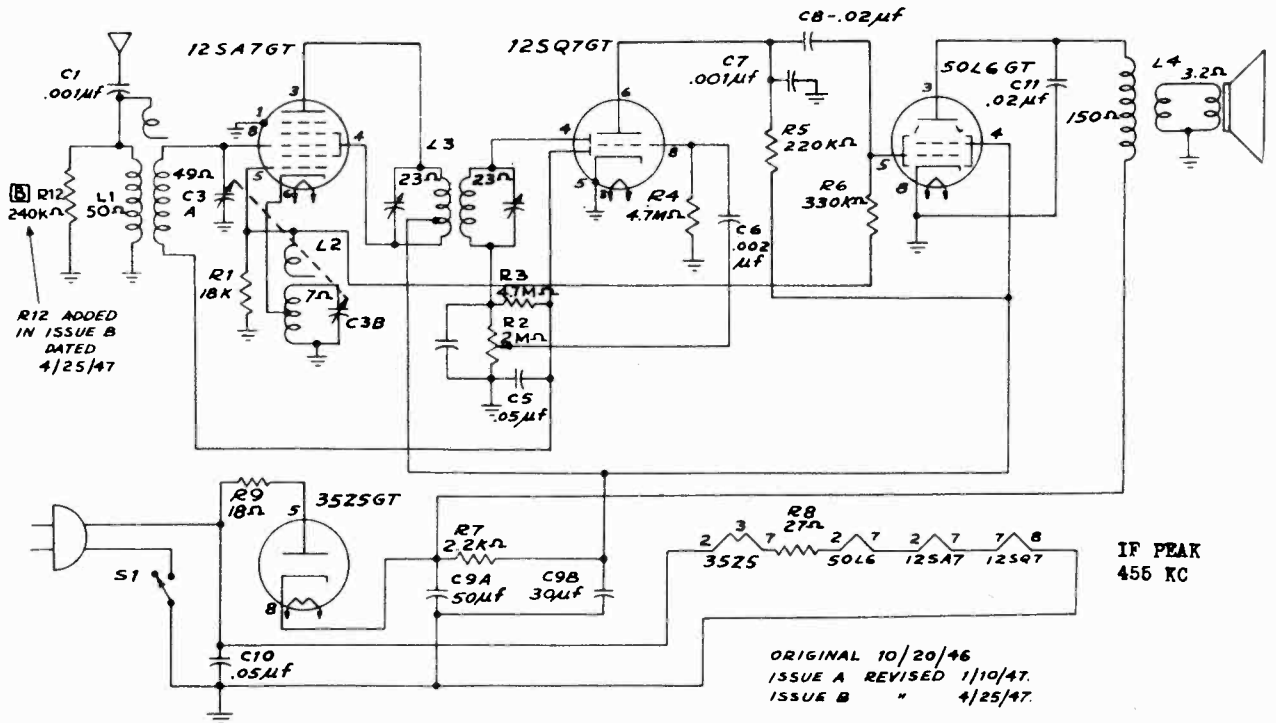 C8-.02µf
12SA7GT
12SQ7GT
C1
.001µf
C7
.001µf
50L6GT
C11
.02µf
L4
3.2Ω
150Ω
3
1
8
4
5
6
6
4
8
5
8
3
4
5
8
L3
23Ω
23Ω
49Ω
C3
A
B R12
240KΩ
L1
50Ω
R5
220KΩ
R4
4.7MΩ
R6
330KΩ
C6
.002
µf
L2
R1
18K
7Ω
C3B
R3
4.7MΩ
R2
2MΩ
C5
.05µf
R12 ADDED
IN ISSUE B
DATED
4/25/47
R9
18Ω
35Z5GT
5
8
R7
2.2KΩ
C9A
50µf
C9B
30µf
S1
C10
.05µf
2
3
7
35Z5
R8
27Ω
2
7
50L6
2
7
12SA7
7
8
12SQ7
IF PEAK
455 KC
ORIGINAL 10/20/46
ISSUE A REVISED 1/10/47.
ISSUE B " 4/25/47.